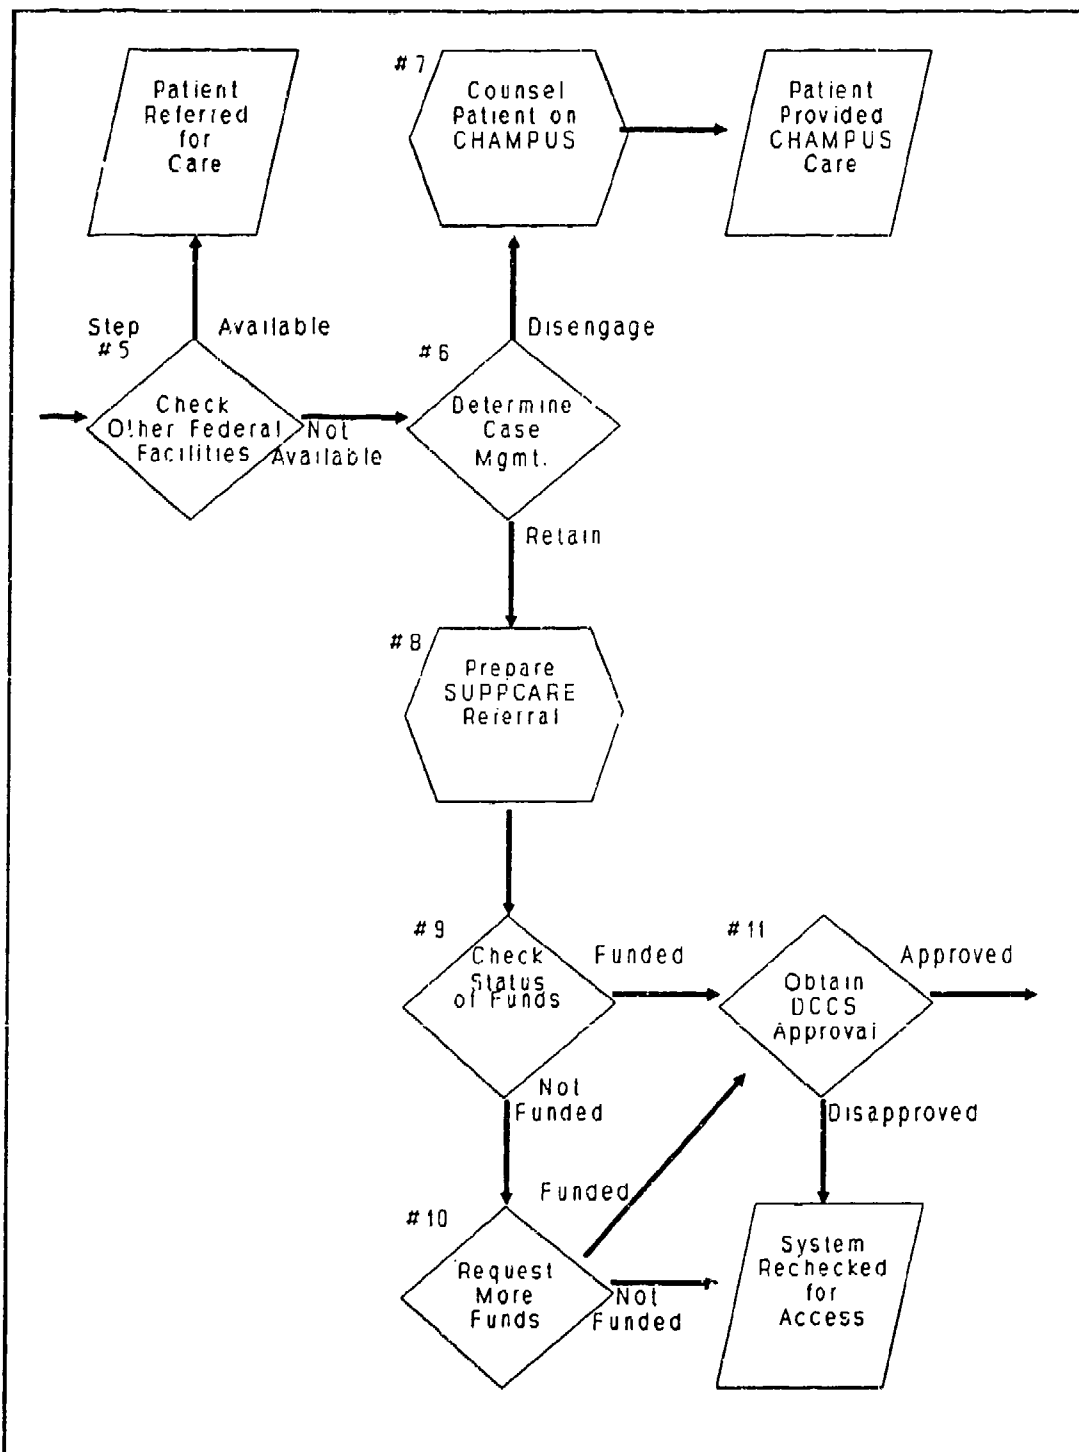 Patient
Referred
for
Care
#7
Counsel
Patient on
CHAMPUS
Patient
Provided
CHAMPUS
Care
Step
#5
Available
Disengage
#6
Check
Other Federal
Facilities
Not
Available
Determine
Case
Mgmt.
Retain
#8
Prepare
SUPPCARE
Referral
#9
Check
Status
of Funds
Funded
#11
Obtain
DCCS
Approval
Approved
Not
Funded
Disapproved
Funded
#10
Request
More
Funds
Not
Funded
System
Rechecked
for
Access